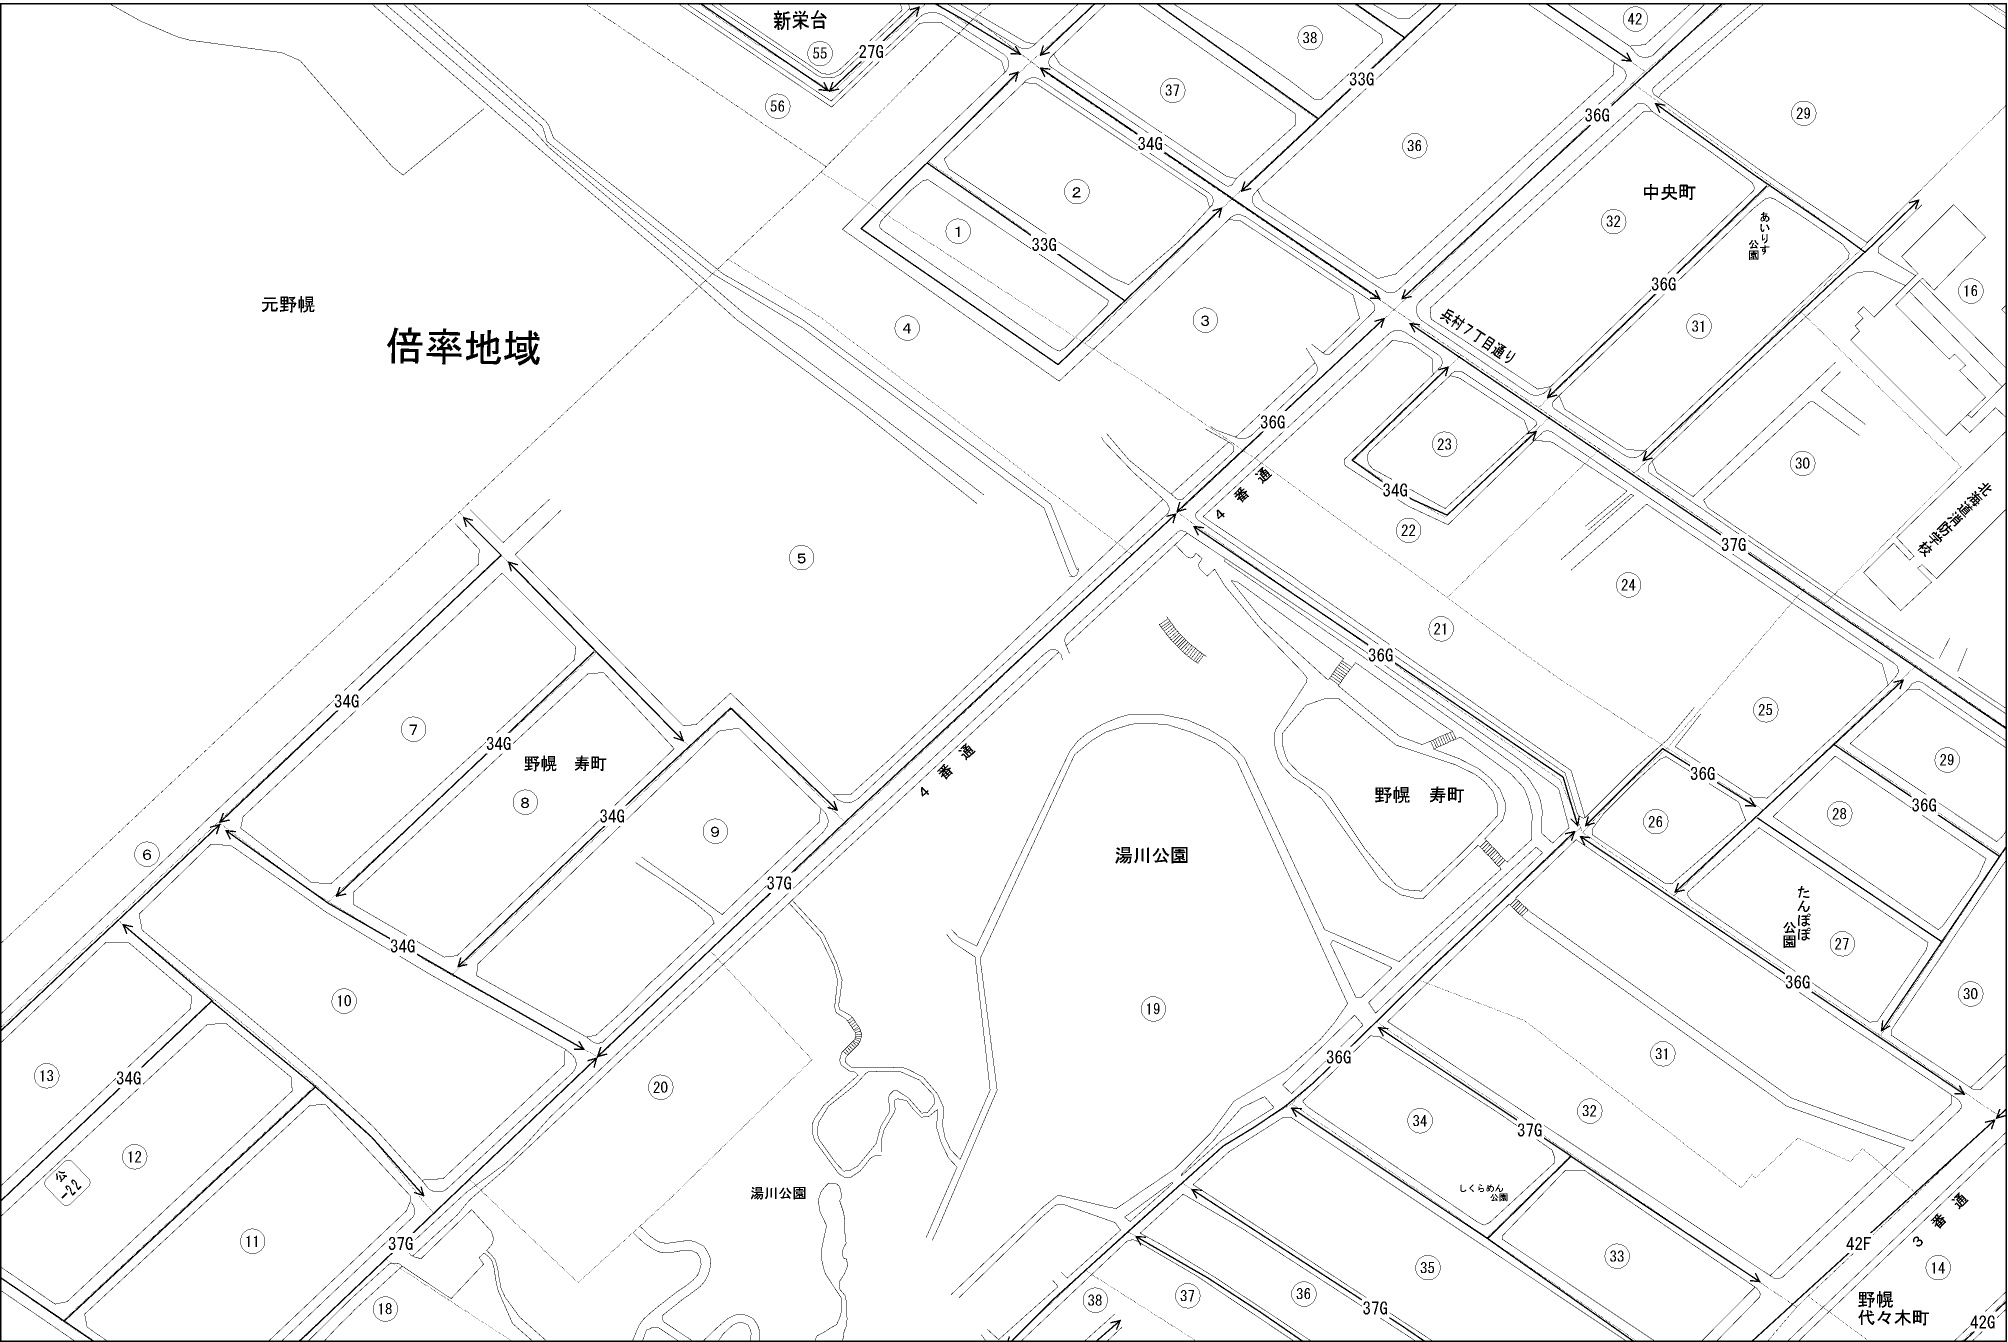 新栄台
55
27G
56
37
38
33G
34G
36G
42
29
36
2
1
33G
中央町
32
あいりす
公園
36G
31
16
元野幌
倍率地域
4
3
兵村7丁目通り
36G
23
34G
4番通
22
30
北海道消防学校
37G
5
24
21
36G
34G
7
34G
野幌 寿町
8
34G
9
4番通
25
36G
29
野幌 寿町
26
28
36G
6
37G
湯川公園
たんぽぽ
公園
27
34G
10
19
36G
30
13
34G
20
36G
31
12
公
-22
34
37G
32
しくらめん
公園
湯川公園
11
37G
42F
3番通
33
35
14
18
38
37
36
37G
野幌
代々木町
42G